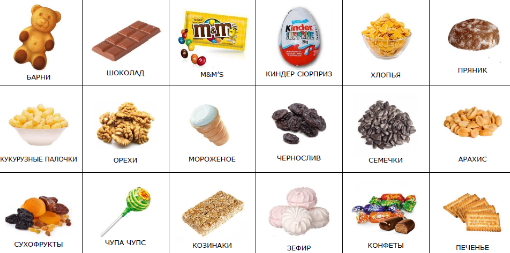 БАРНИ
ШОКОЛАД
m&m's
M&M'S
Kinder
КИНДЕР СЮРПРИЗ
ХЛОПЬЯ
ПРЯНИК
КУКУРУЗНЫЕ ПАЛОЧКИ
ОРЕХИ
МОРОЖЕНОЕ
ЧЕРНОСЛИВ
СЕМЕЧКИ
АРАХИС
СУХОФРУКТЫ
ЧУПА ЧУПС
КОЗИНАКИ
ЗЕФИР
КОНФЕТЫ
ПЕЧЕНЬЕ